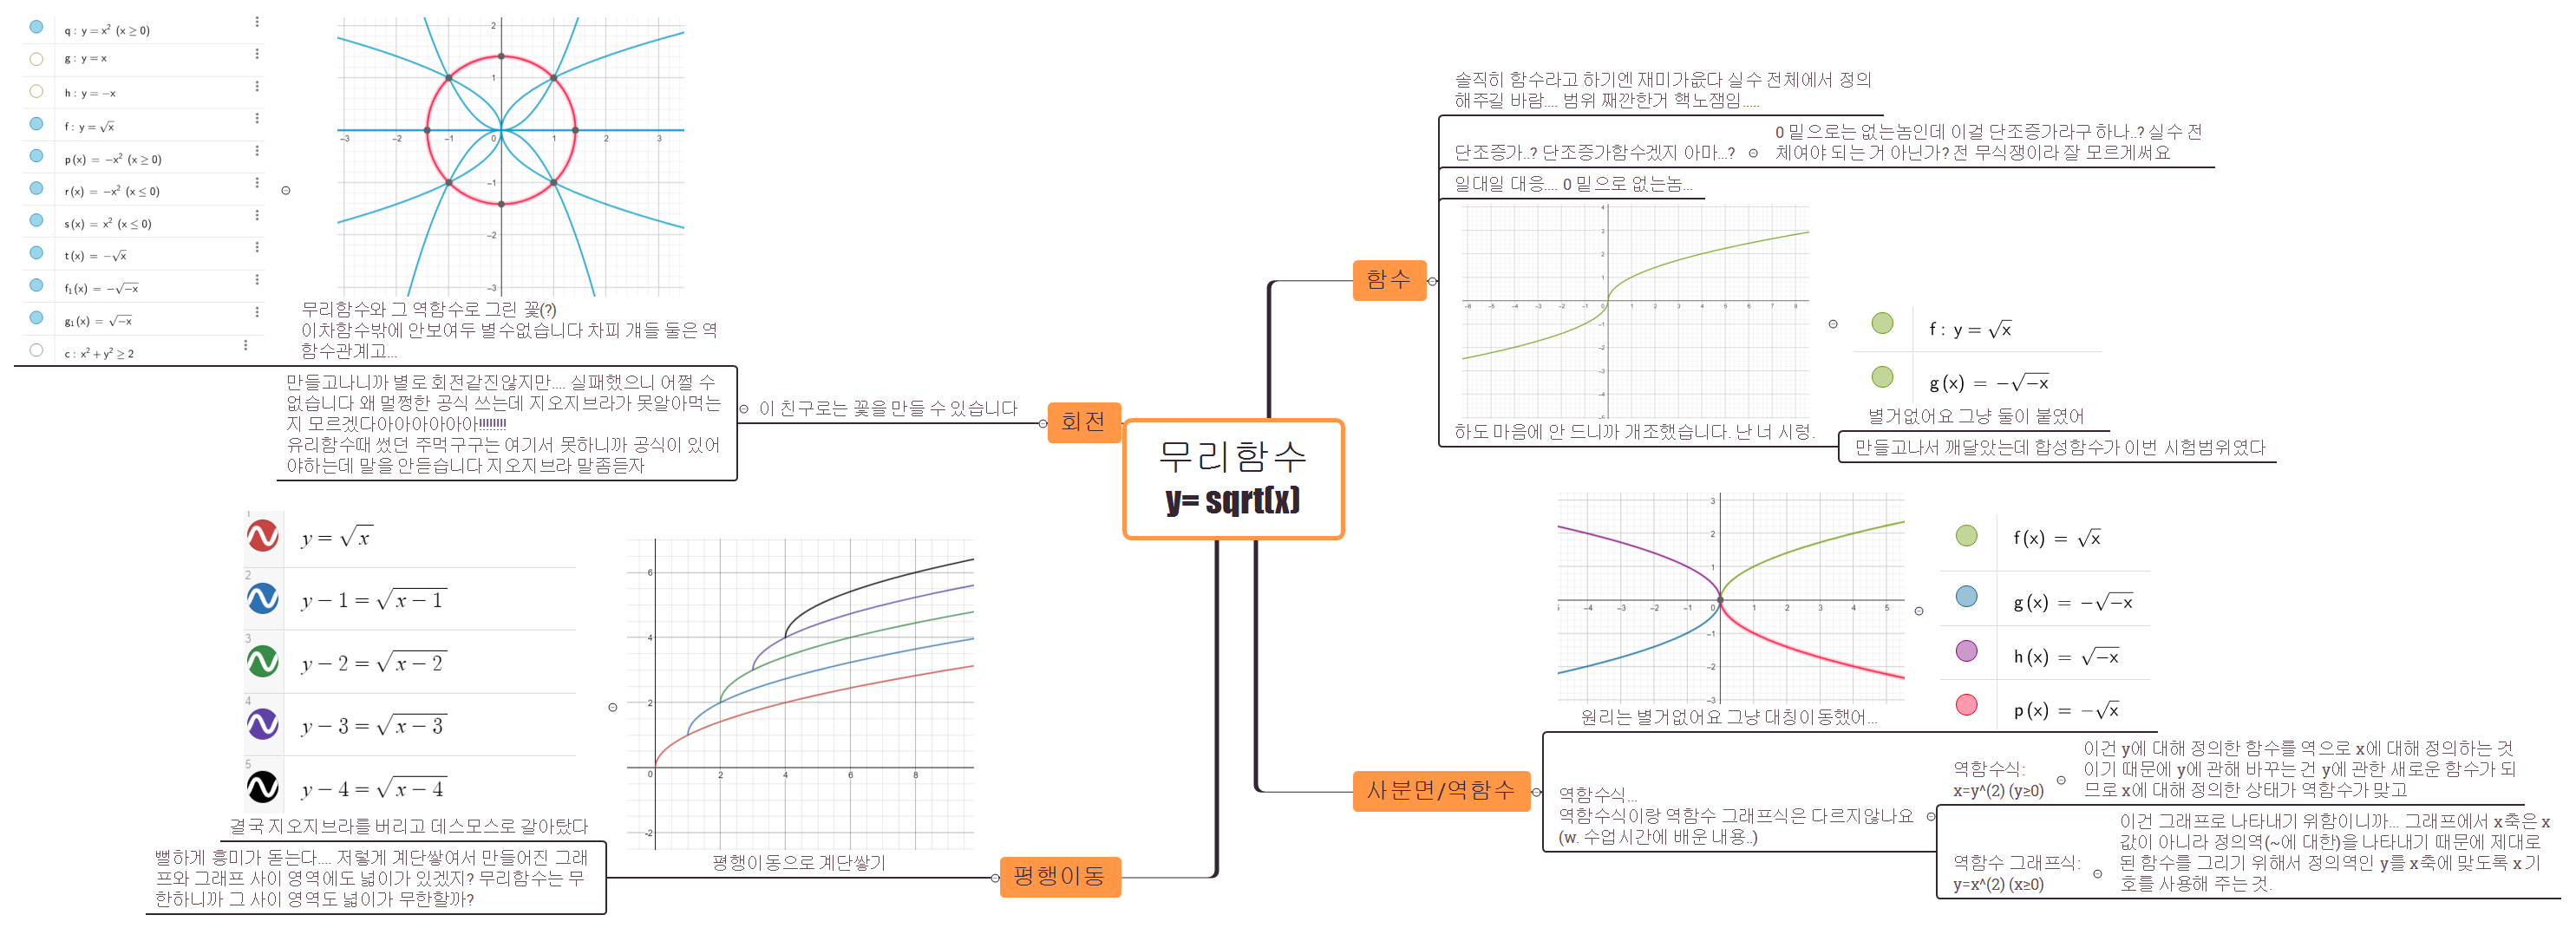 무리함수
y= sqrt(x)
함수
솔직히 함수라고 하기엔 재미가읎다 실수 전체에서 정의
해주길 바람.... 범위 째깐한거 핵노잼임.....
단조증가..? 단조증가함수겠지 아마...?
0 밑으로는 없는놈인데 이걸 단조증가라구 하나..? 실수 전
체여야 되는 거 아닌가? 전 무식쟁이라 잘 모르게써요
일대일 대응.... 0 밑으로 없는놈...
하도 마음에 안 드니까 개조했습니다. 난 너 시렁.
f : y = √x
g(x) = −√−x
별거없어요 그냥 둘이 붙였어
만들고나서 깨달았는데 합성함수가 이번 시험범위였다
사분면/역함수
f(x) = √x
g(x) = −√−x
h(x) = √−x
p(x) = −√x
원리는 별거없어요 그냥 대칭이동했어...
역함수식...
역함수식이랑 역함수 그래프식은 다르지않나요
(w. 수업시간에 배운 내용..)
역함수식:
x=y^(2) (y≥0)
이건 y에 대해 정의한 함수를 역으로 x에 대해 정의하는 것
이기 때문에 y에 관해 바꾸는 건 y에 관한 새로운 함수가 되
므로 x에 대해 정의한 상태가 역함수가 맞고
역함수 그래프식:
y=x^(2) (x≥0)
이건 그래프로 나타내기 위함이니까... 그래프에서 x축은 x
값이 아니라 정의역(~에 대한)을 나타내기 때문에 제대로
된 함수를 그리기 위해서 정의역인 y를 x축에 맞도록 x기
호를 사용해 주는 것.
회전
이 친구로는 꽃을 만들 수 있습니다
q : y = x² (x ≥ 0)
g : y = x
h : y = −x
f : y = √x
p(x) = −x² (x ≥ 0)
r(x) = −x² (x ≤ 0)
s(x) = x² (x ≤ 0)
t(x) = −√x
f₁(x) = −√−x
g₁(x) = √−x
c : x² + y² ≥ 2
무리함수와 그 역함수로 그린 꽃(?)
이차함수밖에 안보여두 별수없습니다 차피 걔들 둘은 역
함수관계고...
만들고나니까 별로 회전같진않지만.... 실패했으니 어쩔 수
없습니다 왜 멀쩡한 공식 쓰는데 지오지브라가 못알아먹는
지 모르겠다아아아아아아!!!!!!!!
유리함수때 썼던 주먹구구는 여기서 못하니까 공식이 있어
야하는데 말을 안듣습니다 지오지브라 말좀듣자
평행이동
평행이동으로 계단쌓기
1
y = √x
2
y − 1 = √x − 1
3
y − 2 = √x − 2
4
y − 3 = √x − 3
5
y − 4 = √x − 4
결국 지오지브라를 버리고 데스모스로 갈아탔다
뻘하게 흥미가 돋는다.... 저렇게 계단쌓여서 만들어진 그래
프와 그래프 사이 영역에도 넓이가 있겠지? 무리함수는 무
한하니까 그 사이 영역도 넓이가 무한할까?